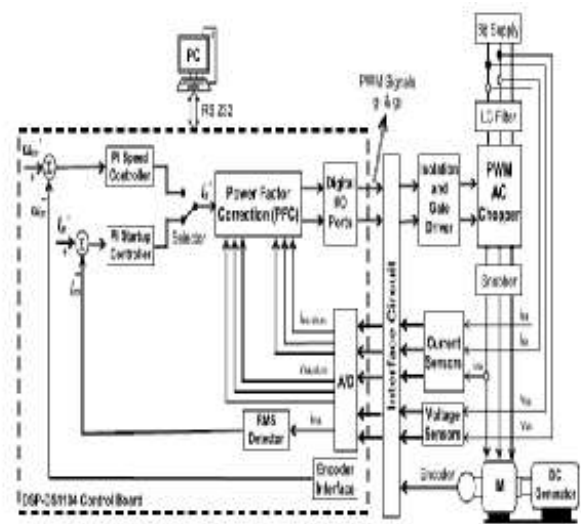 PC
RS 232
PWM Signals
3φ Supply
LC Filter
PWM
AC
Chopper
Snubber
PI Speed
Controller
PI Startup
Controller
Selector
Power Factor
Correction (PFC)
Digital
I/O
Ports
Interface Circuit
Isolation
and
Gate
Driver
Current
Sensors
Voltage
Sensors
A/D
RMS
Detector
Encoder
Interface
Encoder
M
DC
Generator
DSP-DS1104 Control Board